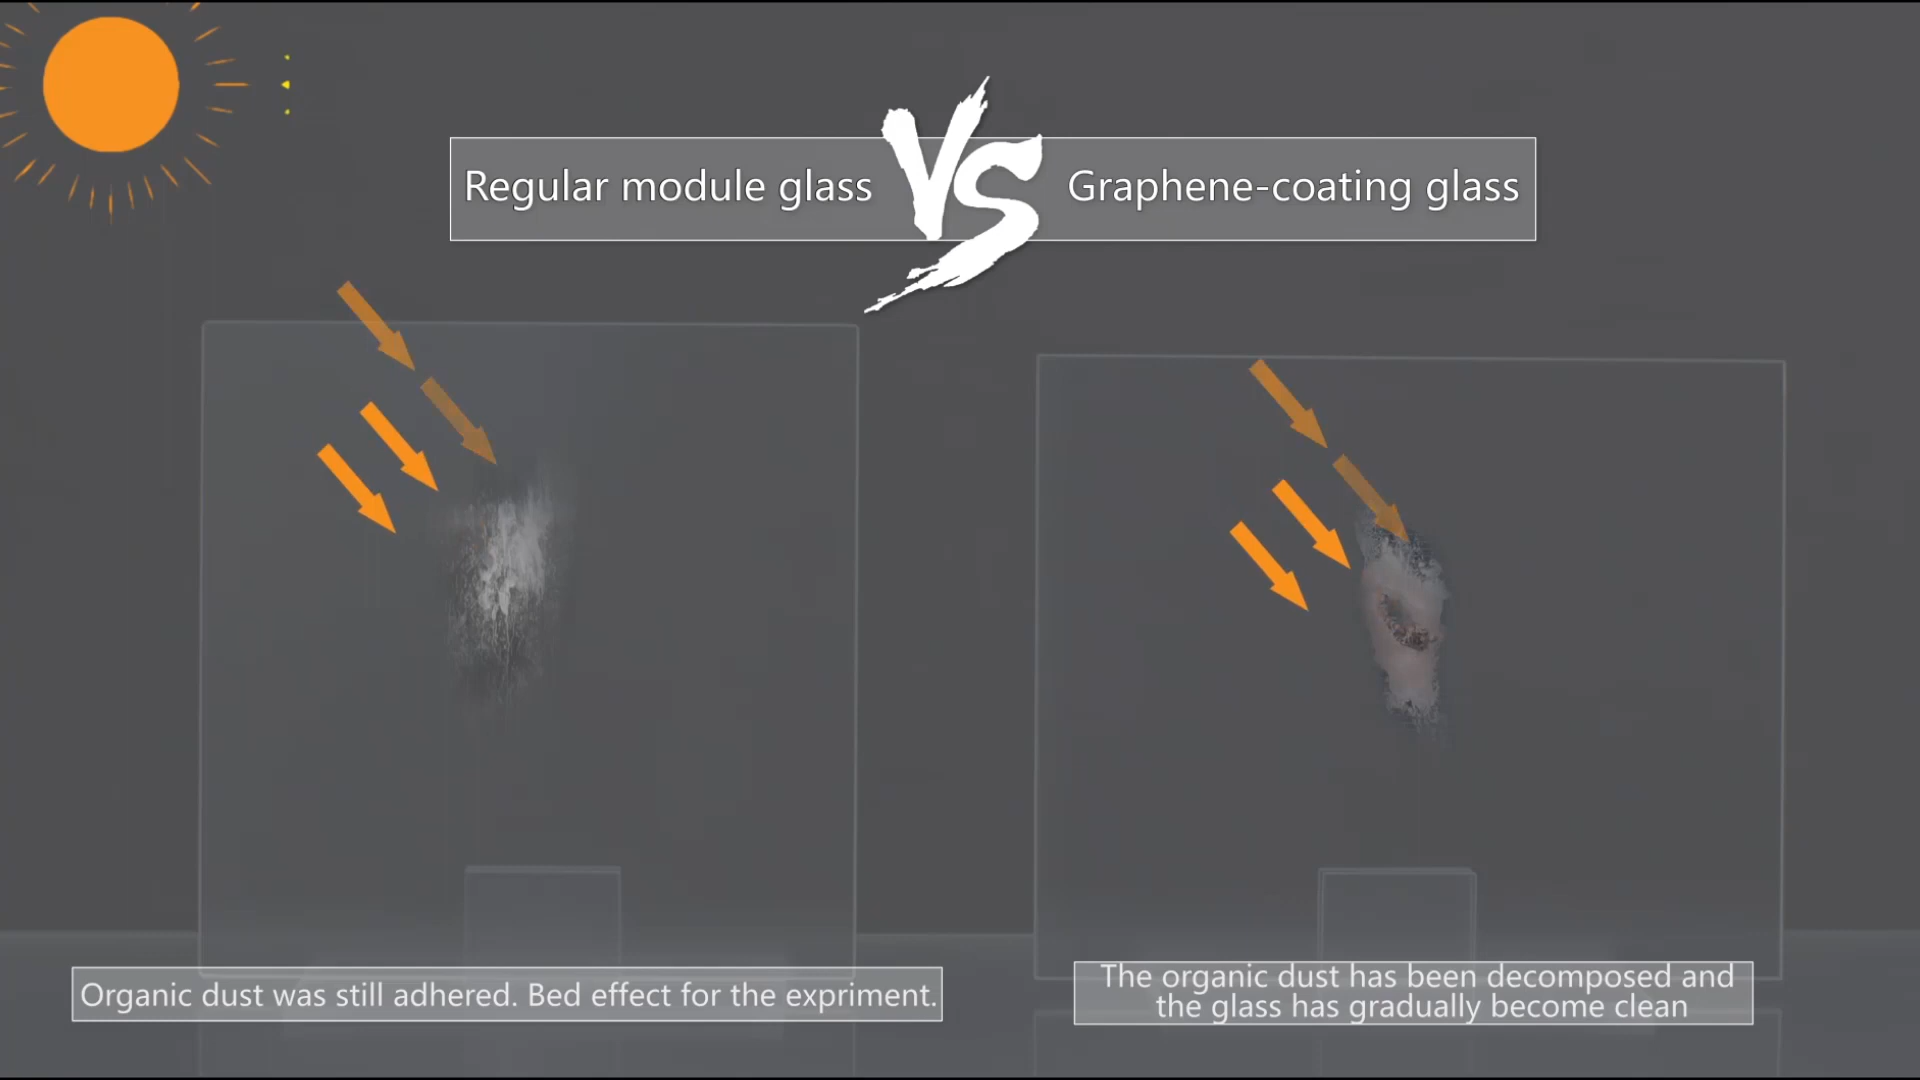 Regular module glass VS Graphene-coating glass
Organic dust was still adhered. Bed effect for the expriment.
The organic dust has been decomposed and
the glass has gradually become clean